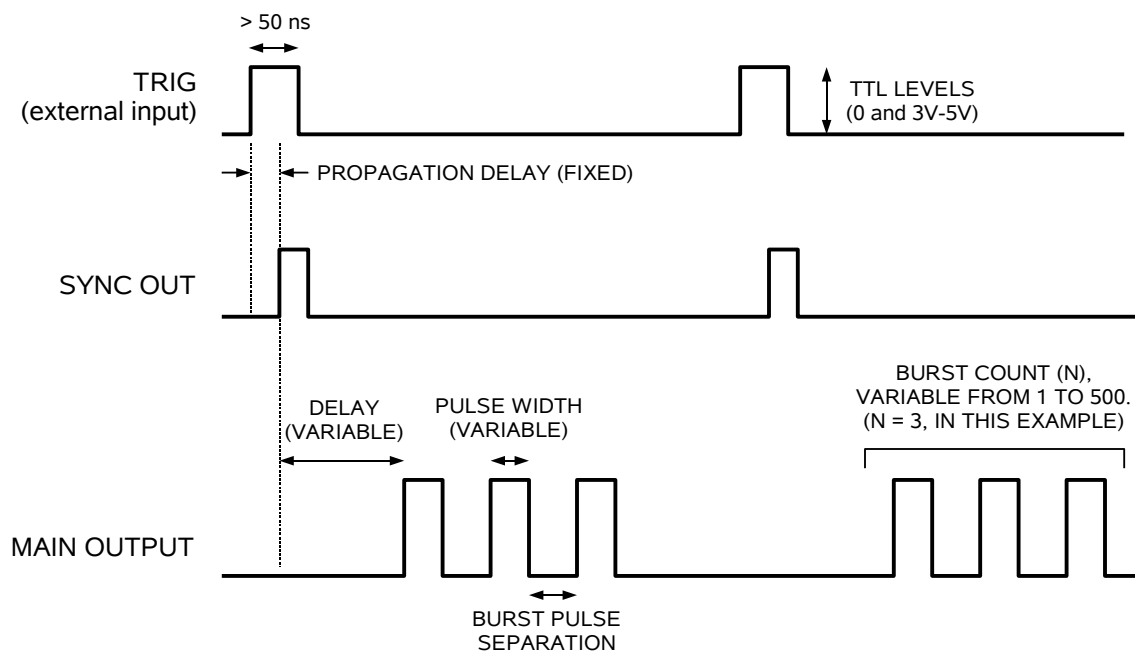 > 50 ns
TRIG
(external input)
TTL LEVELS
(0 and 3V-5V)
PROPAGATION DELAY (FIXED)
SYNC OUT
BURST COUNT (N),
VARIABLE FROM 1 TO 500.
(N = 3, IN THIS EXAMPLE)
DELAY
(VARIABLE)
PULSE WIDTH
(VARIABLE)
MAIN OUTPUT
BURST PULSE
SEPARATION